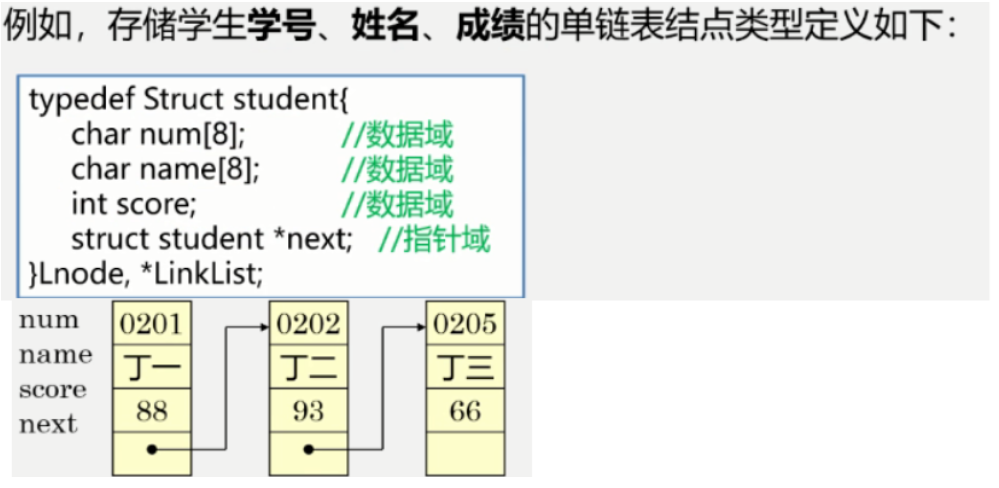 例如，存储学生学号、姓名、成绩的单链表结点类型定义如下：
typedef Struct student{
char num[8]; //数据域
char name[8]; //数据域
int score; //数据域
struct student *next; //指针域
}Lnode, *LinkList;
num 0201 0202 0205
name 丁一 丁二 丁三
score 88 93 66
next